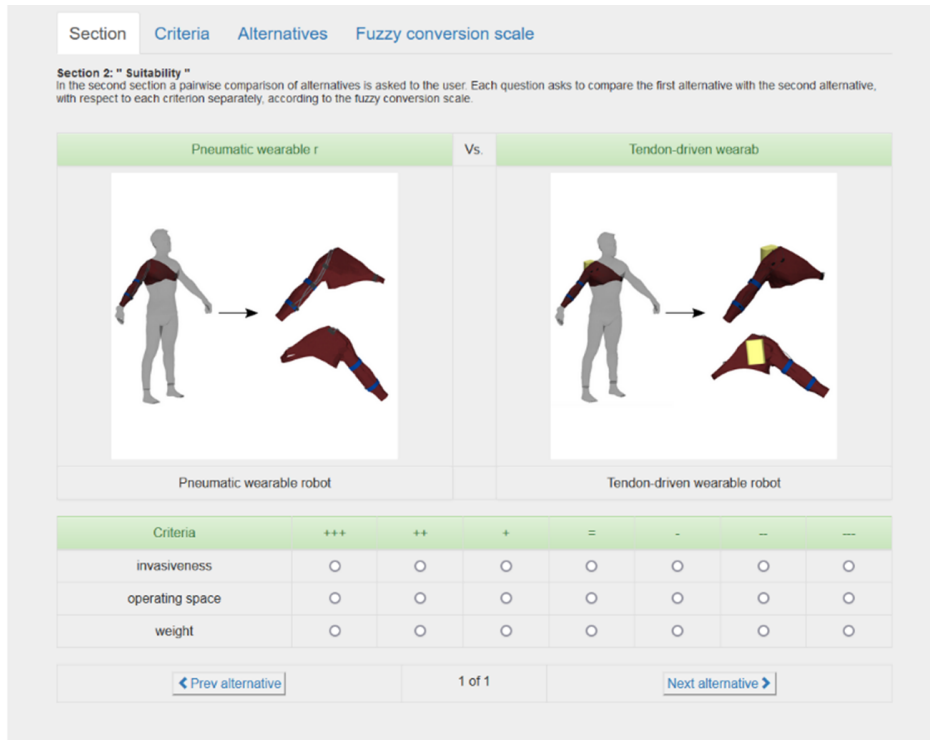 Section Criteria Alternatives Fuzzy conversion scale
Section 2: " Suitability "
In the second section a pairwise comparison of alternatives is asked to the user. Each question asks to compare the first alternative with the second alternative,
with respect to each criterion separately, according to the fuzzy conversion scale.
Pneumatic wearable r Vs. Tendon-driven wearab
Pneumatic wearable robot Tendon-driven wearable robot
Criteria +++ ++ + = - -- ---
invasiveness
operating space
weight
Prev alternative 1 of 1 Next alternative